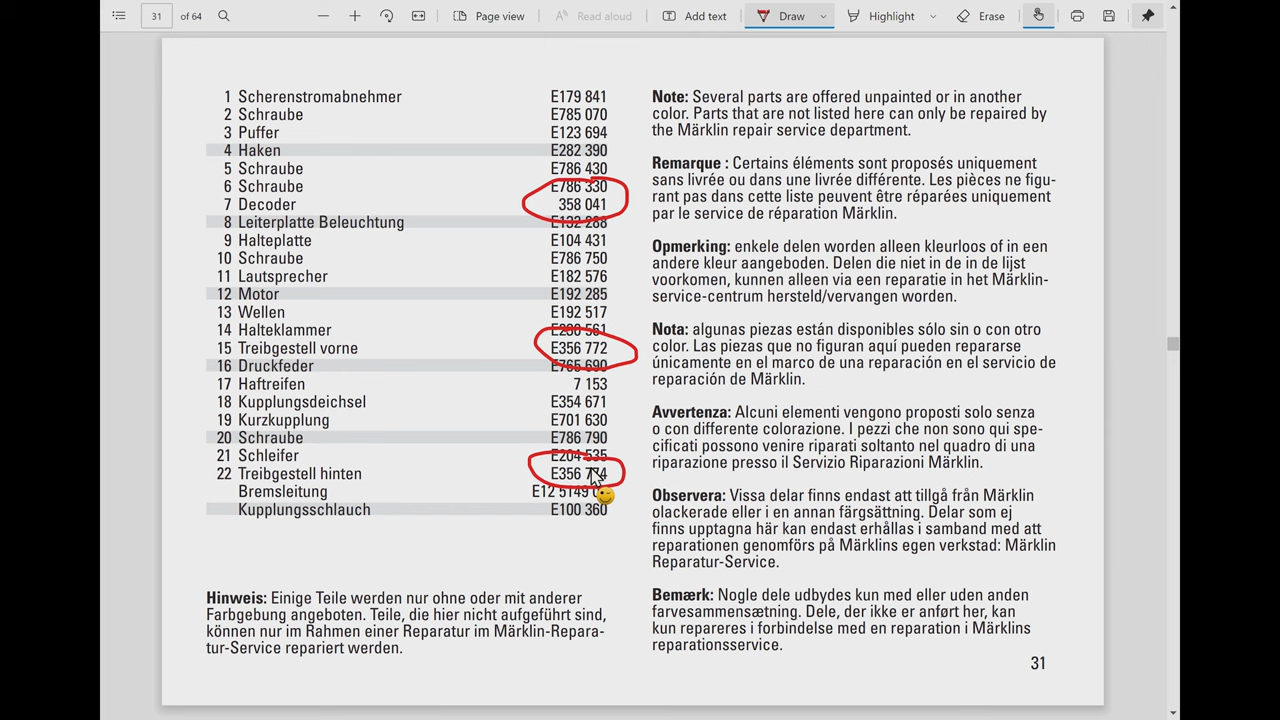 31 of 64
Page view
Read aloud
Add text
Draw
Highlight
Erase
1 Scherenstromabnehmer E179 841
2 Schraube E785 070
3 Puffer E123 694
4 Haken E282 390
5 Schraube E786 430
6 Schraube E786 330
7 Decoder 358 041
8 Leiterplatte Beleuchtung E132 288
9 Halteplatte E104 431
10 Schraube E786 750
11 Lautsprecher E182 576
12 Motor E192 285
13 Wellen E192 517
14 Halteklammer E230 561
15 Treibgestell vorne E356 772
16 Druckfeder E765 690
17 Haftreifen 7 153
18 Kupplungsdeichsel E354 671
19 Kurzkupplung E701 630
20 Schraube E786 790
21 Schleifer E204 535
22 Treibgestell hinten E356 774
Bremsleitung E12 5149
Kupplungsschlauch E100 360
Hinweis: Einige Teile werden nur ohne oder mit anderer
Farbgebung angeboten. Teile, die hier nicht aufgeführt sind,
können nur im Rahmen einer Reparatur im Märklin-Repara-
tur-Service repariert werden.
Note: Several parts are offered unpainted or in another
color. Parts that are not listed here can only be repaired by
the Märklin repair service department.
Remarque : Certains éléments sont proposés uniquement
sans livrée ou dans une livrée différente. Les pièces ne figu-
rant pas dans cette liste peuvent être réparées uniquement
par le service de réparation Märklin.
Opmerking: enkele delen worden alleen kleurloos of in een
andere kleur aangeboden. Delen die niet in de in de lijst
voorkomen, kunnen alleen via een reparatie in het Märklin-
service-centrum hersteld/vervangen worden.
Nota: algunas piezas están disponibles sólo sin o con otro
color. Las piezas que no figuran aquí pueden repararse
únicamente en el marco de una reparación en el servicio de
reparación de Märklin.
Avvertenza: Alcuni elementi vengono proposti solo senza
o con differente colorazione. I pezzi che non sono qui spe-
cificati possono venire riparati soltanto nel quadro di una
riparazione presso il Servizio Riparazioni Märklin.
Observera: Vissa delar finns endast att tillgå från Märklin
olackerade eller i en annan färgsättning. Delar som ej
finns upptagna här kan endast erhållas i samband med att
reparationen genomförs på Märklins egen verkstad: Märklin
Reparatur-Service.
Bemærk: Nogle dele udbydes kun med eller uden anden
farvesammensætning. Dele, der ikke er anført her, kan
kun repareres i forbindelse med en reparation i Märklins
reparationsservice.
31